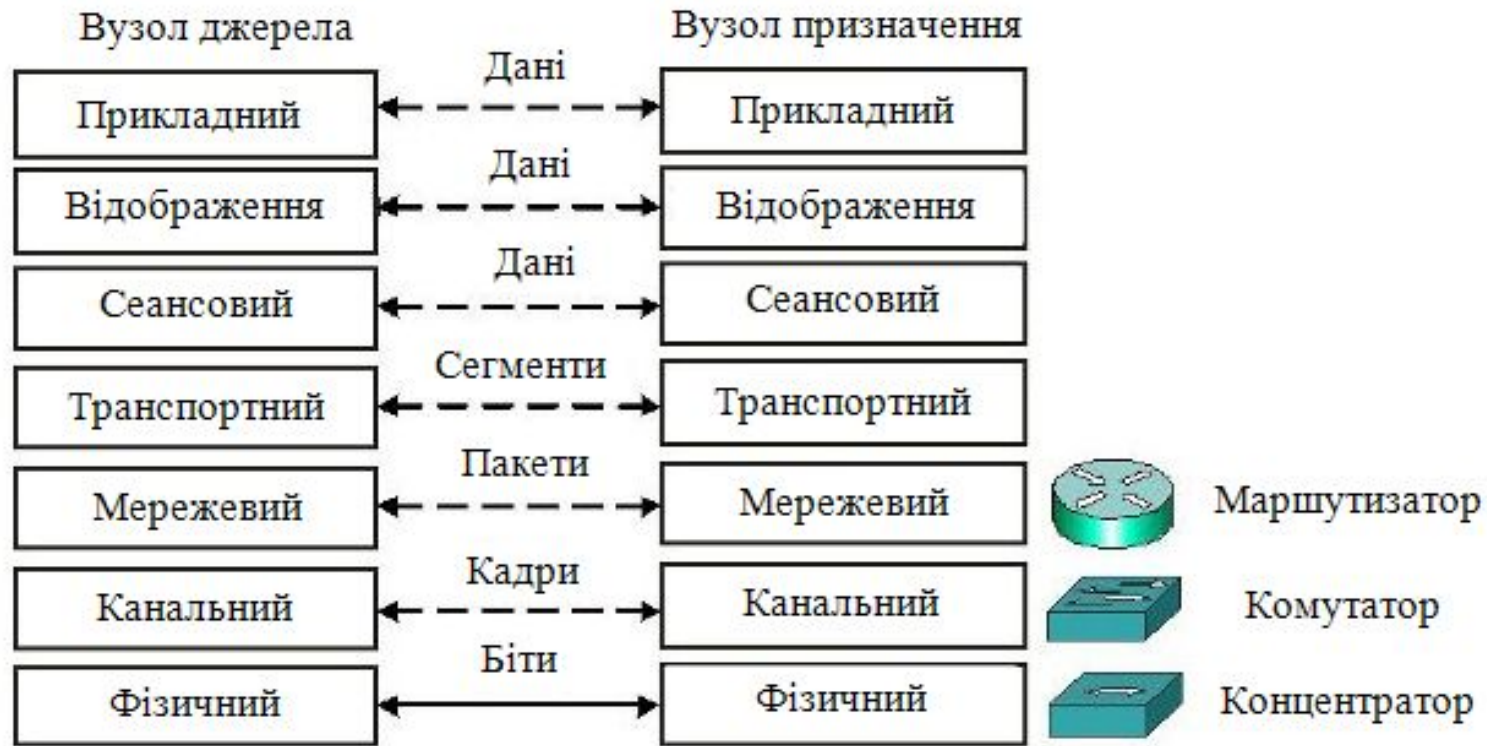 Вузол джерела
Вузол призначення
Прикладний
Дані
Прикладний
Відображення
Дані
Відображення
Сеансовий
Дані
Сеансовий
Транспортний
Сегменти
Транспортний
Мережевий
Пакети
Мережевий
Маршутизатор
Канальний
Кадри
Канальний
Комутатор
Фізичний
Біти
Фізичний
Концентратор